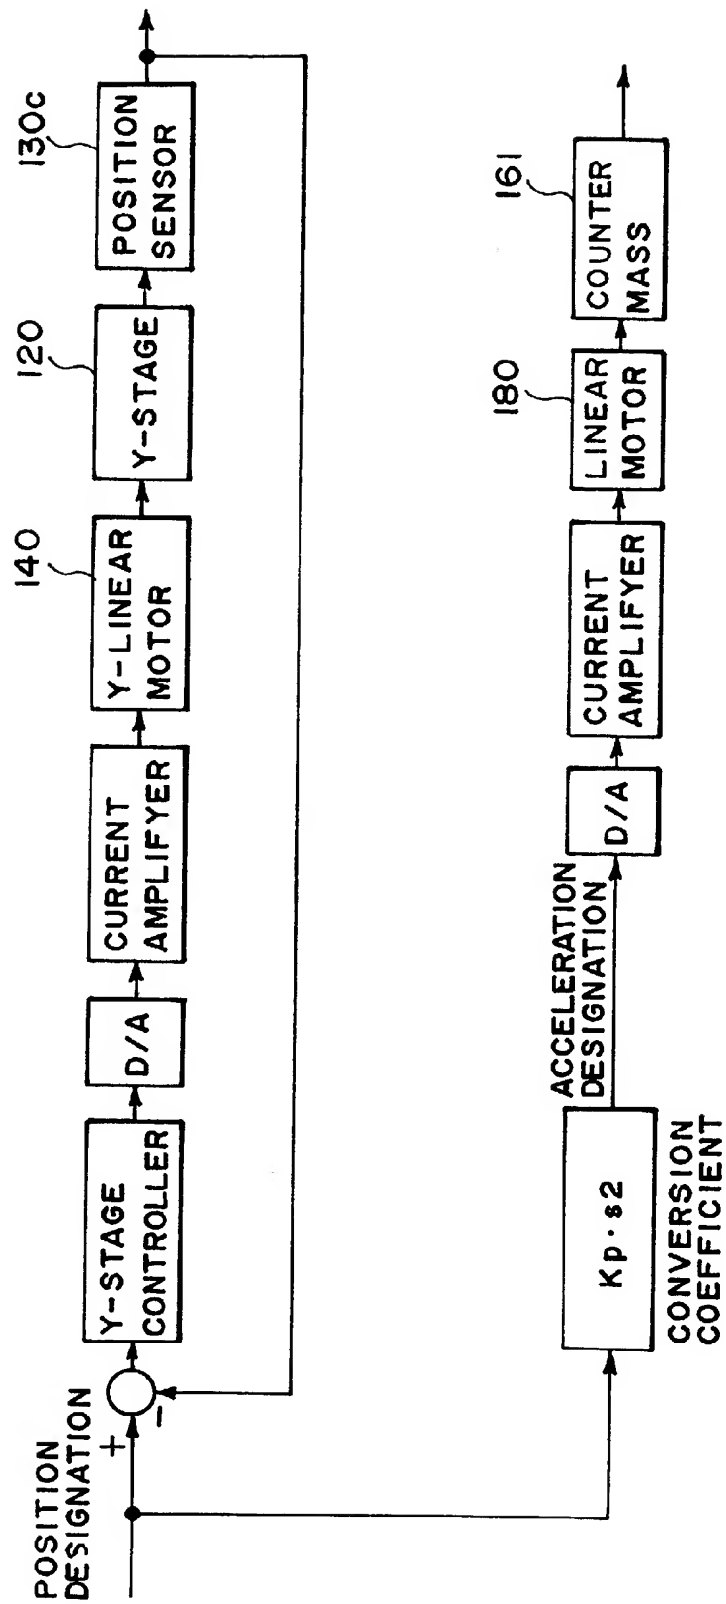 POSITION
DESIGNATION
+
-
Y-STAGE
CONTROLLER
D/A
CURRENT
AMPLIFYER
140
Y-LINEAR
MOTOR
120
Y-STAGE
130c
POSITION
SENSOR
Kp·s2
CONVERSION
COEFFICIENT
ACCELERATION
DESIGNATION
D/A
CURRENT
AMPLIFYER
180
LINEAR
MOTOR
161
COUNTER
MASS